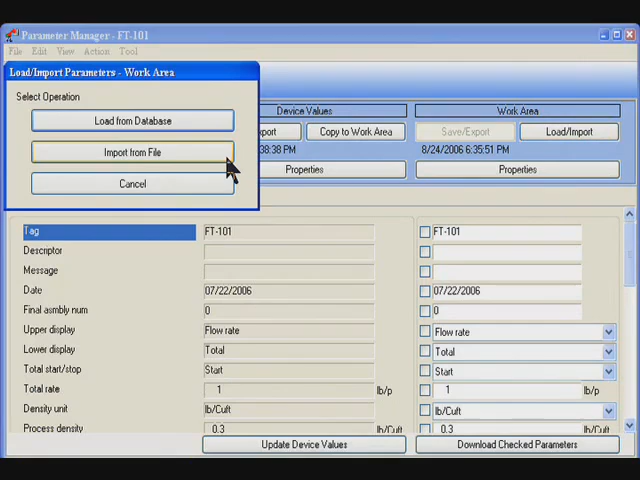 Parameter Manager - FT-101
File Edit View Action Tool
Load/Import Parameters - Work Area
Select Operation
Load from Database
Import from File
Cancel
Device Values
Work Area
xport
Copy to Work Area
Save/Export
Load/Import
38:38 PM
8/24/2006 6:35:51 PM
Properties
Properties
Tag FT-101 FT-101
Descriptor
Message
Date 07/22/2006 07/22/2006
Final asmbly num 0 0
Upper display Flow rate Flow rate
Lower display Total Total
Total start/stop Start Start
Total rate 1 lb/p 1 lb/p
Density unit lb/Cuft lb/Cuft
Process density 0.3 lb/Cuft 0.3 lb/Cuft
Update Device Values
Download Checked Parameters